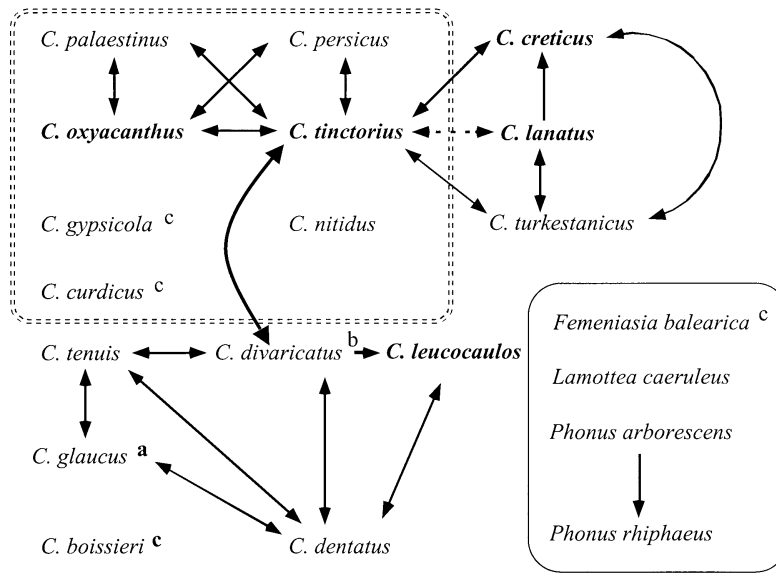 C. palaestinus C. persicus C. creticus
C. oxyacanthus C. tinctorius C. lanatus
C. gypsicola c C. nitidus C. turkestanicus
C. curdicus c
Femeniasia balearica c
C. tenuis C. divaricatus b C. leucocaulos
Lamottea caeruleus
Phonus arborescens
C. glaucus a
Phonus rhiphaeus
C. boissieri c C. dentatus